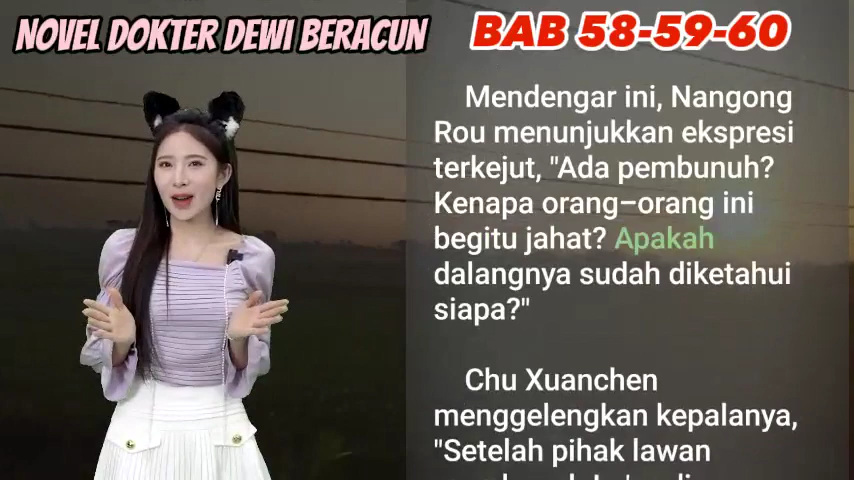 NOVEL DOKTER DEWI BERACUN
BAB 58-59-60
Mendengar ini, Nangong
Rou menunjukkan ekspresi
terkejut, "Ada pembunuh?
Kenapa orang-orang ini
begitu jahat? Apakah
dalangnya sudah diketahui
siapa?"
Chu Xuanchen
menggelengkan kepalanya,
"Setelah pihak lawan